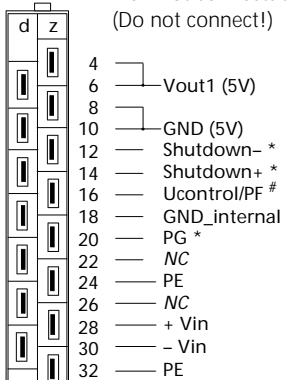 (Do not connect!)
d z
4
6 Vout1 (5V)
8
10 GND (5V)
12 Shutdown– *
14 Shutdown+ *
16 Ucontrol/PF #
18 GND_internal
20 PG *
22 NC
24 PE
26 NC
28 + Vin
30 – Vin
32 PE